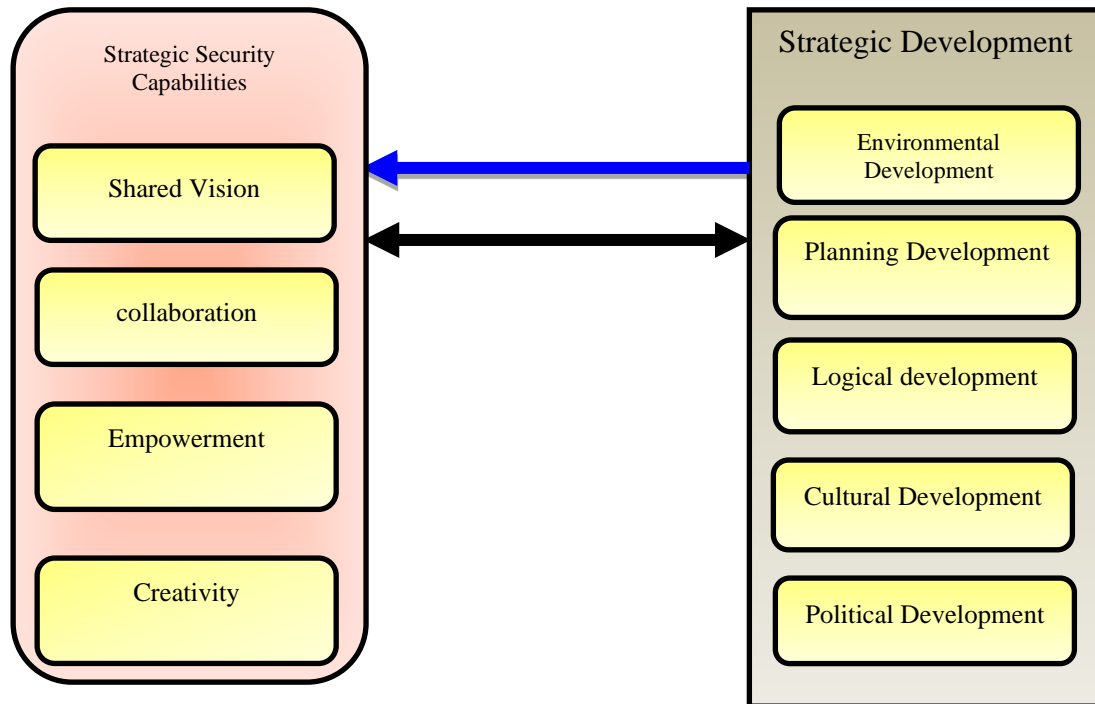 Strategic Security
Capabilities
Shared Vision
collaboration
Empowerment
Creativity
Strategic Development
Environmental
Development
Planning Development
Logical development
Cultural Development
Political Development